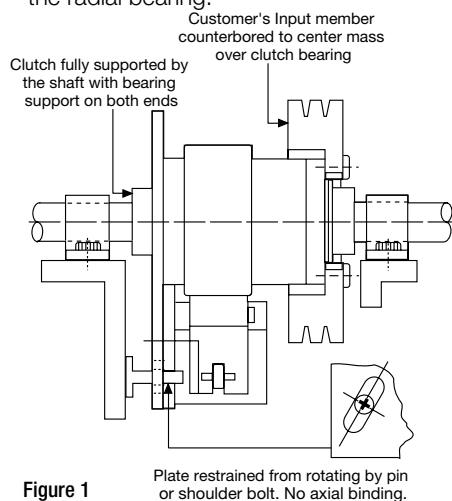 the radial bearing.
Customer's Input member
counterbored to center mass
over clutch bearing
Clutch fully supported by
the shaft with bearing
support on both ends
Figure 1
Plate restrained from rotating by pin
or shoulder bolt. No axial binding.